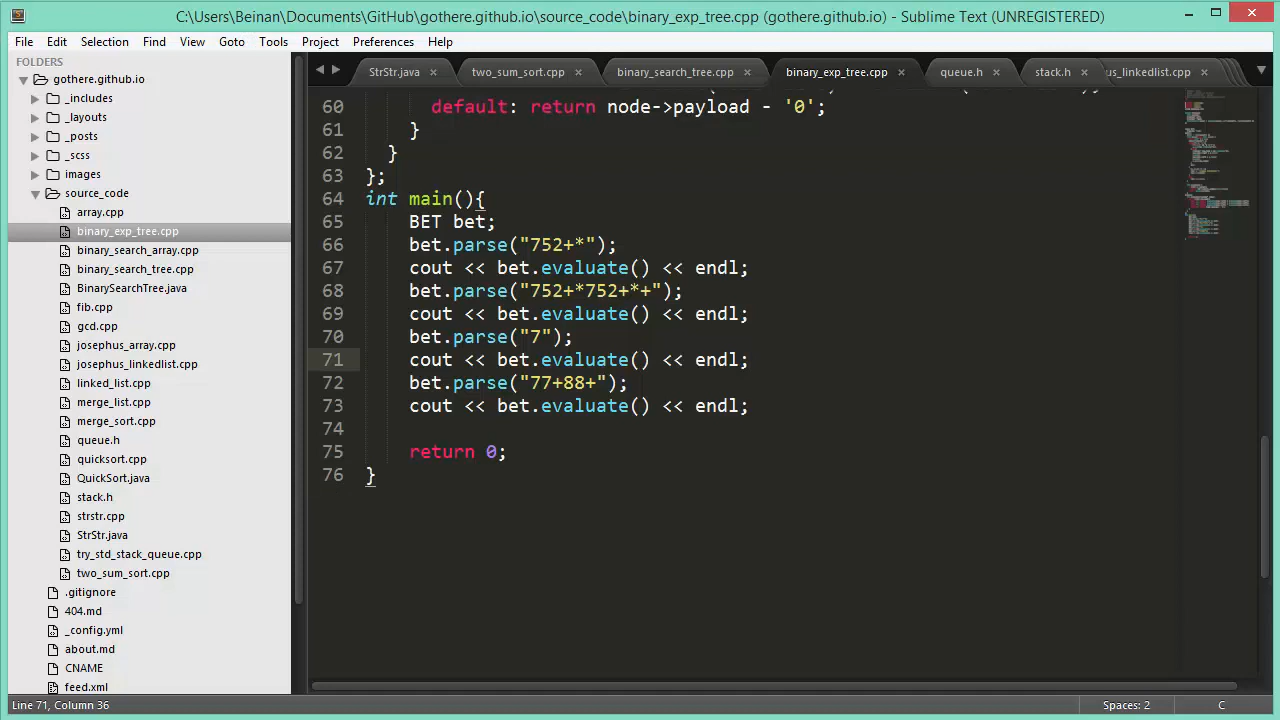 C:\Users\Beinan\Documents\GitHub\gothere.github.io\source_code\binary_exp_tree.cpp (gothere.github.io) - Sublime Text (UNREGISTERED)
File Edit Selection Find View Goto Tools Project Preferences Help
FOLDERS
gothere.github.io
_includes
_layouts
_posts
_scss
images
source_code
array.cpp
binary_exp_tree.cpp
binary_search_array.cpp
binary_search_tree.cpp
BinarySearchTree.java
fib.cpp
gcd.cpp
josephus_array.cpp
josephus_linkedlist.cpp
linked_list.cpp
merge_list.cpp
merge_sort.cpp
queue.h
quicksort.cpp
QuickSort.java
stack.h
strstr.cpp
StrStr.java
try_std_stack_queue.cpp
two_sum_sort.cpp
.gitignore
404.md
_config.yml
about.md
CNAME
feed.xml
StrStr.java two_sum_sort.cpp binary_search_tree.cpp binary_exp_tree.cpp queue.h stack.h us_linkedlist.cpp
60 default: return node->payload - '0';
61 }
62 }
63 };
64 int main(){
65 BET bet;
66 bet.parse("752+*");
67 cout << bet.evaluate() << endl;
68 bet.parse("752+*752+*+");
69 cout << bet.evaluate() << endl;
70 bet.parse("7");
71 cout << bet.evaluate() << endl;
72 bet.parse("77+88+");
73 cout << bet.evaluate() << endl;
74
75 return 0;
76 }
Line 71, Column 36 Spaces: 2 C